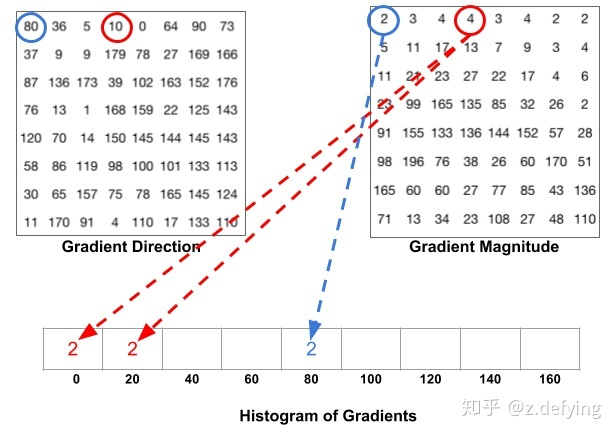 80 36 5 10 0 64 90 73
37 9 9 179 78 27 169 166
87 136 173 39 102 163 152 176
76 13 1 168 159 22 125 143
120 70 14 150 145 144 145 143
58 86 119 98 100 101 133 113
30 65 157 75 78 165 145 124
11 170 91 4 110 17 133 110
Gradient Direction
2 3 4 4 3 4 2 2
5 11 17 13 7 9 3 4
11 21 23 27 22 17 4 6
23 99 165 135 85 32 26 2
91 155 133 136 144 152 57 28
98 196 76 38 26 60 170 51
165 60 60 27 77 85 43 136
71 13 34 23 108 27 48 110
Gradient Magnitude
2 2 2
0 20 40 60 80 100 120 140 160
Histogram of Gradients
知乎 @z.defying